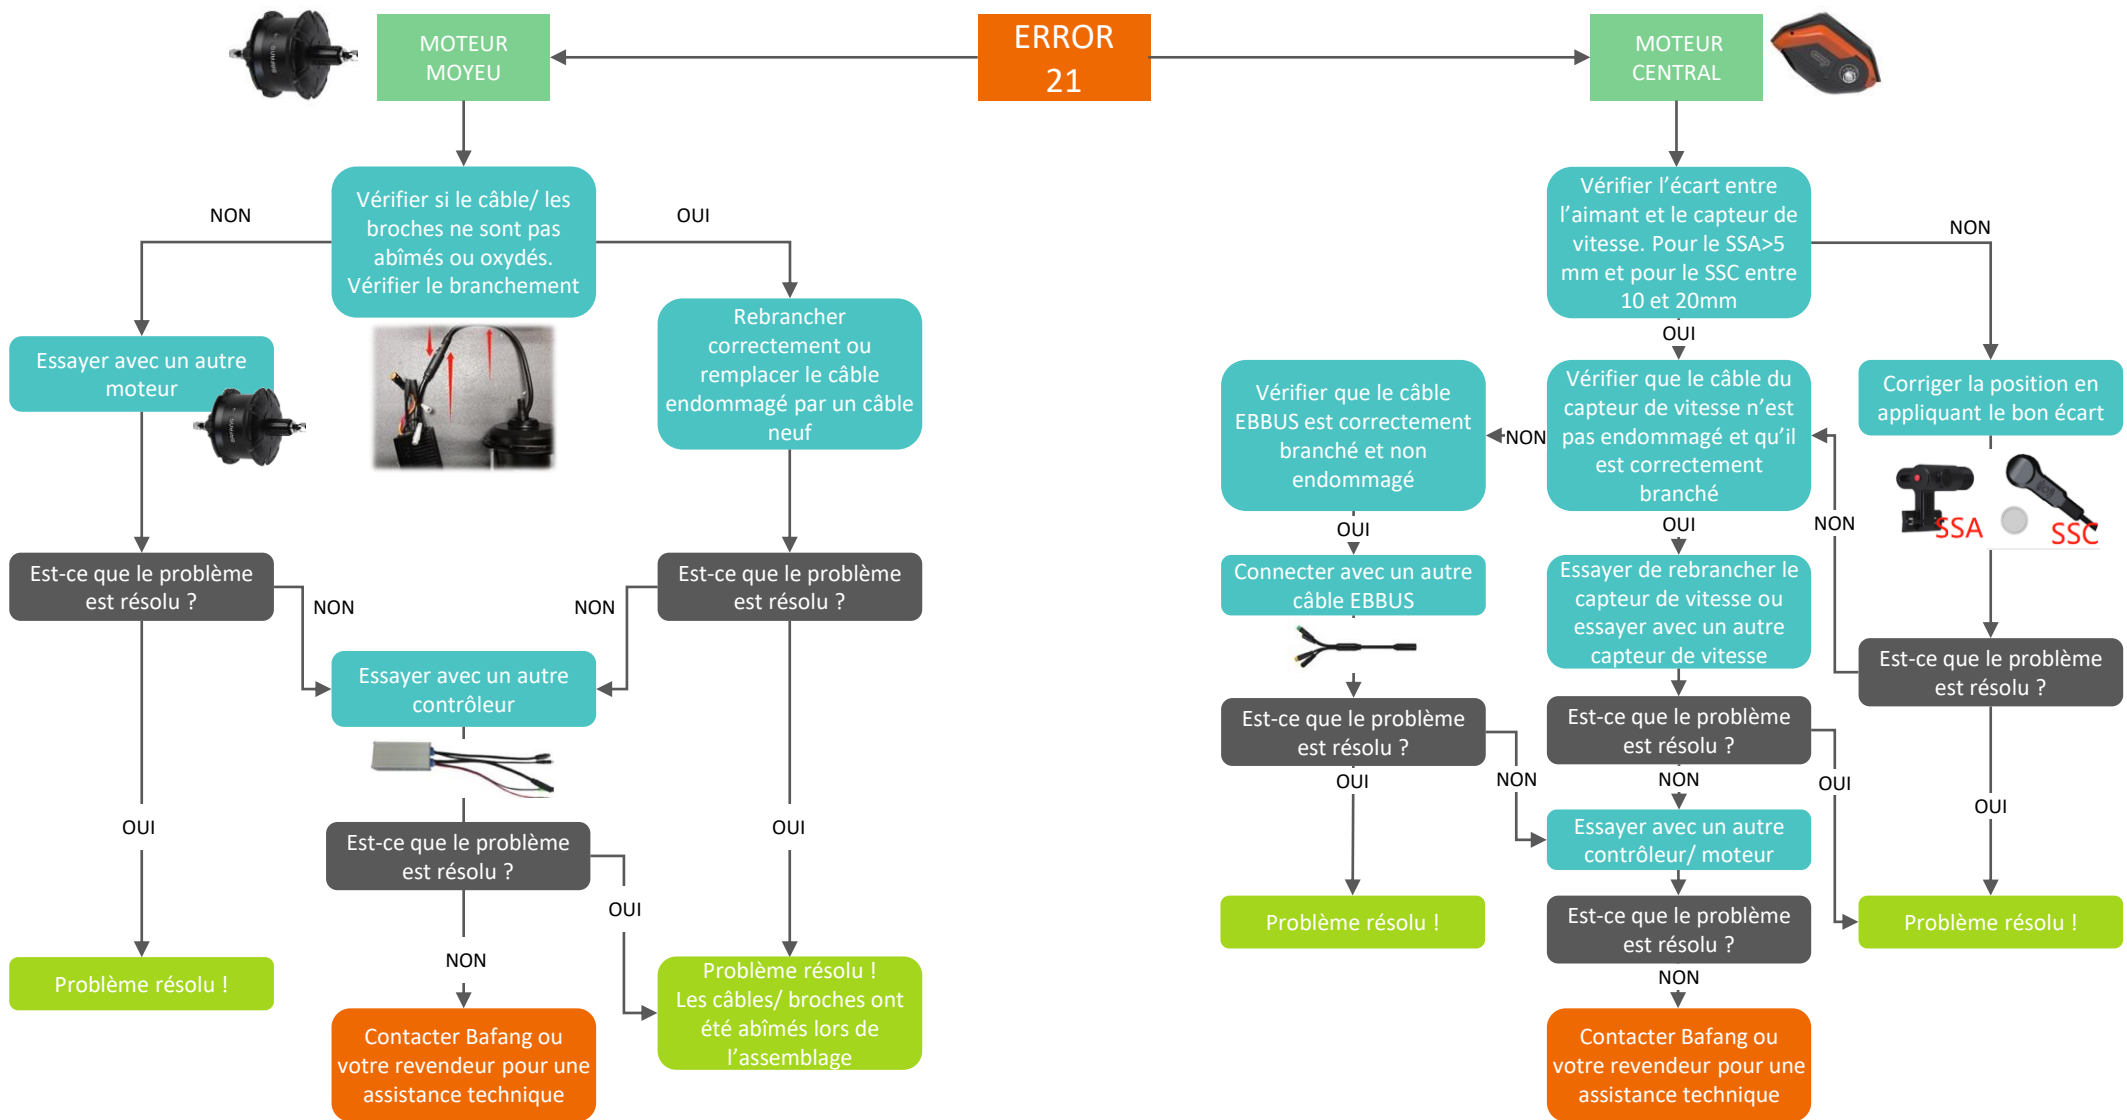 ERROR
21
MOTEUR
MOYEU
NON
Vérifier si le câble/ les
broches ne sont pas
abîmés ou oxydés.
Vérifier le branchement
OUI
Essayer avec un autre
moteur
Rebrancher
correctement ou
remplacer le câble
endommagé par un câble
neuf
Est-ce que le problème
est résolu ?
NON
NON
Est-ce que le problème
est résolu ?
Essayer avec un autre
contrôleur
OUI
Est-ce que le problème
est résolu ?
OUI
OUI
NON
Problème résolu !
Problème résolu !
Les câbles/ broches ont
été abîmés lors de
l'assemblage
Contacter Bafang ou
votre revendeur pour une
assistance technique
MOTEUR
CENTRAL
Vérifier l'écart entre
l'aimant et le capteur de
vitesse. Pour le SSA>5
mm et pour le SSC entre
10 et 20mm
NON
OUI
Vérifier que le câble
EBBUS est correctement
branché et non
endommagé
NON
Vérifier que le câble du
capteur de vitesse n'est
pas endommagé et qu'il
est correctement
branché
Corriger la position en
appliquant le bon écart
SSA
SSC
OUI
OUI
NON
Connecter avec un autre
câble EBBUS
Essayer de rebrancher le
capteur de vitesse ou
essayer avec un autre
capteur de vitesse
Est-ce que le problème
est résolu ?
Est-ce que le problème
est résolu ?
Est-ce que le problème
est résolu ?
OUI
NON
NON
OUI
OUI
Essayer avec un autre
contrôleur/ moteur
Problème résolu !
Est-ce que le problème
est résolu ?
Problème résolu !
NON
Contacter Bafang ou
votre revendeur pour une
assistance technique